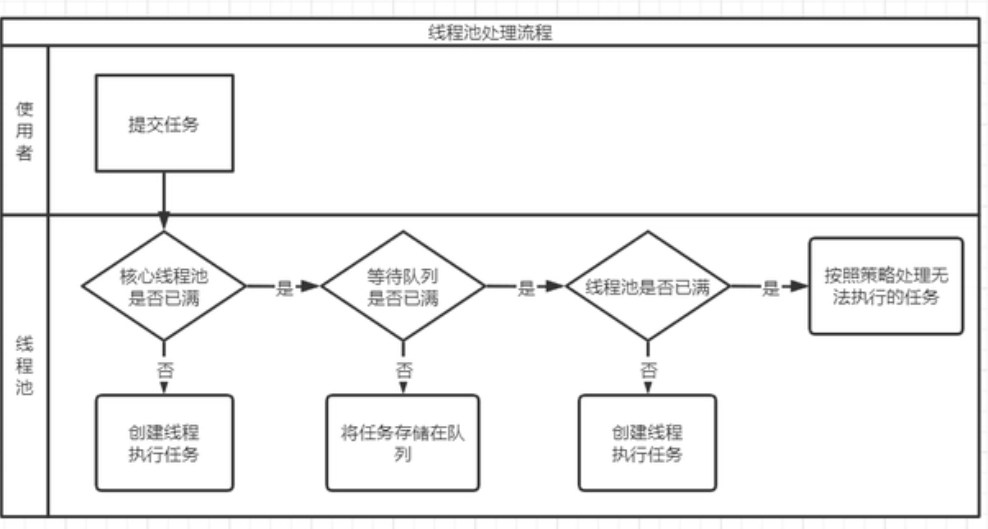 线程池处理流程
使用者
提交任务
线程池
核心线程池
是否已满
是
等待队列
是否已满
是
线程池是否已满
是
按照策略处理无
法执行的任务
否
否
否
创建线程
执行任务
将任务存储在队
列
创建线程
执行任务